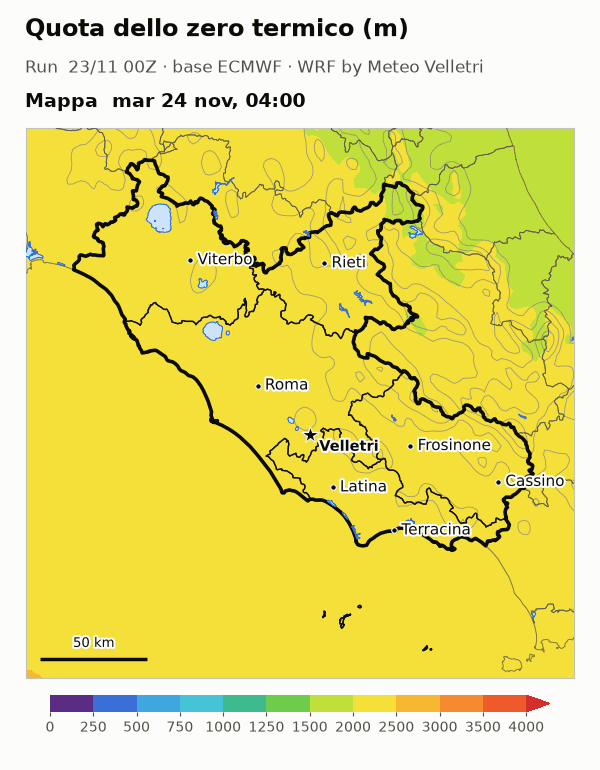 Quota dello zero termico (m)
Run  23/11 00Z · base ECMWF · WRF by Meteo Velletri
Mappa  mar 24 nov, 04:00
Viterbo
Rieti
Roma
Velletri
Frosinone
Cassino
Latina
Terracina
50 km
0 250 500 750 1000 1250 1500 2000 2500 3000 3500 4000